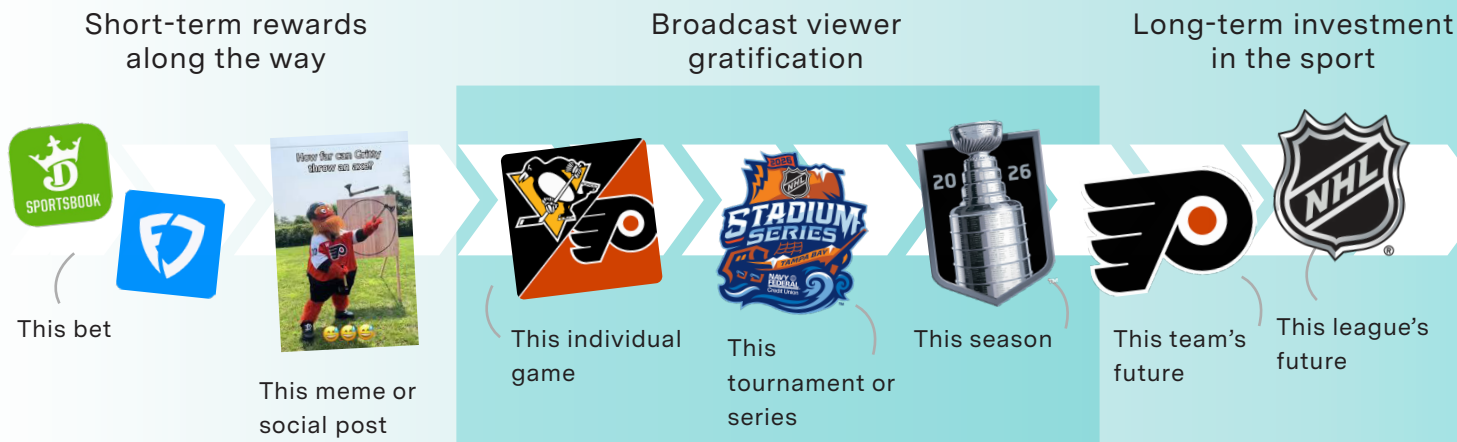 Short-term rewards
along the way
Broadcast viewer
gratification
Long-term investment
in the sport
SPORTSBOOK
This bet
How far can Gritty
throw an axe?
This meme or
social post
This individual
game
2026
NHL
STADIUM
SERIES
TAMPA BAY
NAVY
FEDERAL
Credit Union
™
This
tournament or
series
20 26
This season
This team's
future
NHL
®
This league's
future